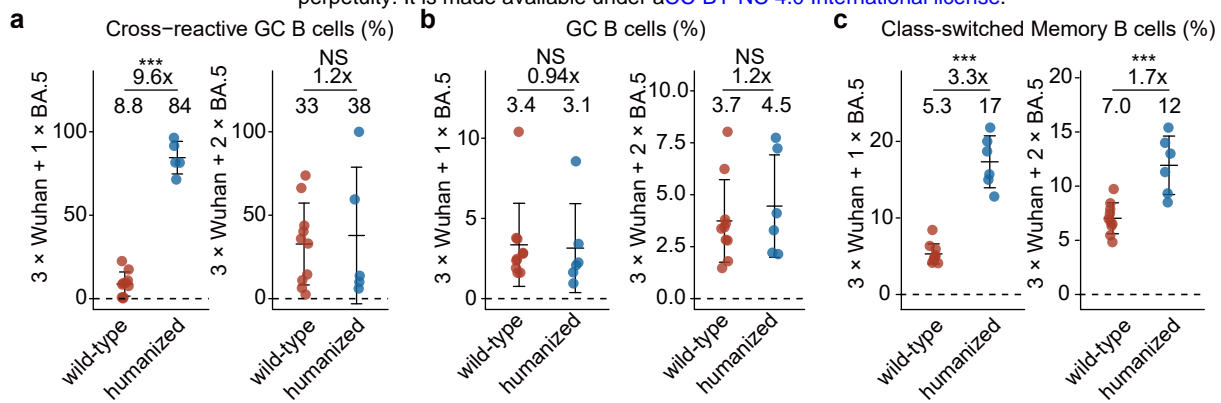 perpetuity. It is made available under aCC-BY-NC 4.0 International license.
a
Cross−reactive GC B cells (%)
3 × Wuhan + 1 × BA.5
***
9.6x
8.8 84
100
50
0
wild-type
humanized
3 × Wuhan + 2 × BA.5
NS
1.2x
33 38
100
50
0
wild-type
humanized
b
GC B cells (%)
3 × Wuhan + 1 × BA.5
NS
0.94x
3.4 3.1
10
5
0
wild-type
humanized
3 × Wuhan + 2 × BA.5
NS
1.2x
3.7 4.5
10.0
7.5
5.0
2.5
0.0
wild-type
humanized
c
Class-switched Memory B cells (%)
3 × Wuhan + 1 × BA.5
***
3.3x
5.3 17
20
10
0
wild-type
humanized
3 × Wuhan + 2 × BA.5
***
1.7x
7.0 12
20
15
10
5
0
wild-type
humanized